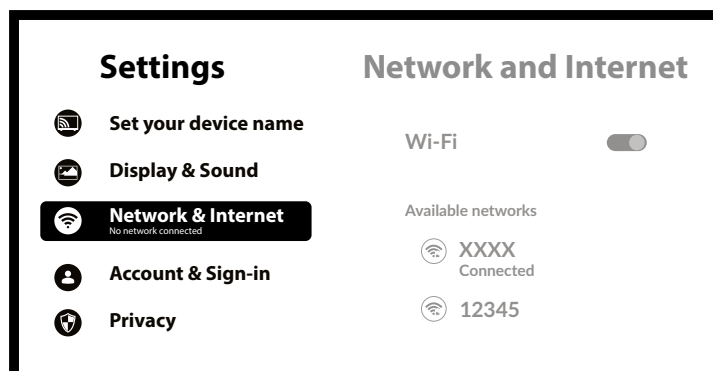 Settings
Set your device name
Display & Sound
Network & Internet
No network connected
Account & Sign-in
Privacy
Network and Internet
Wi-Fi
Available networks
XXXX
Connected
12345